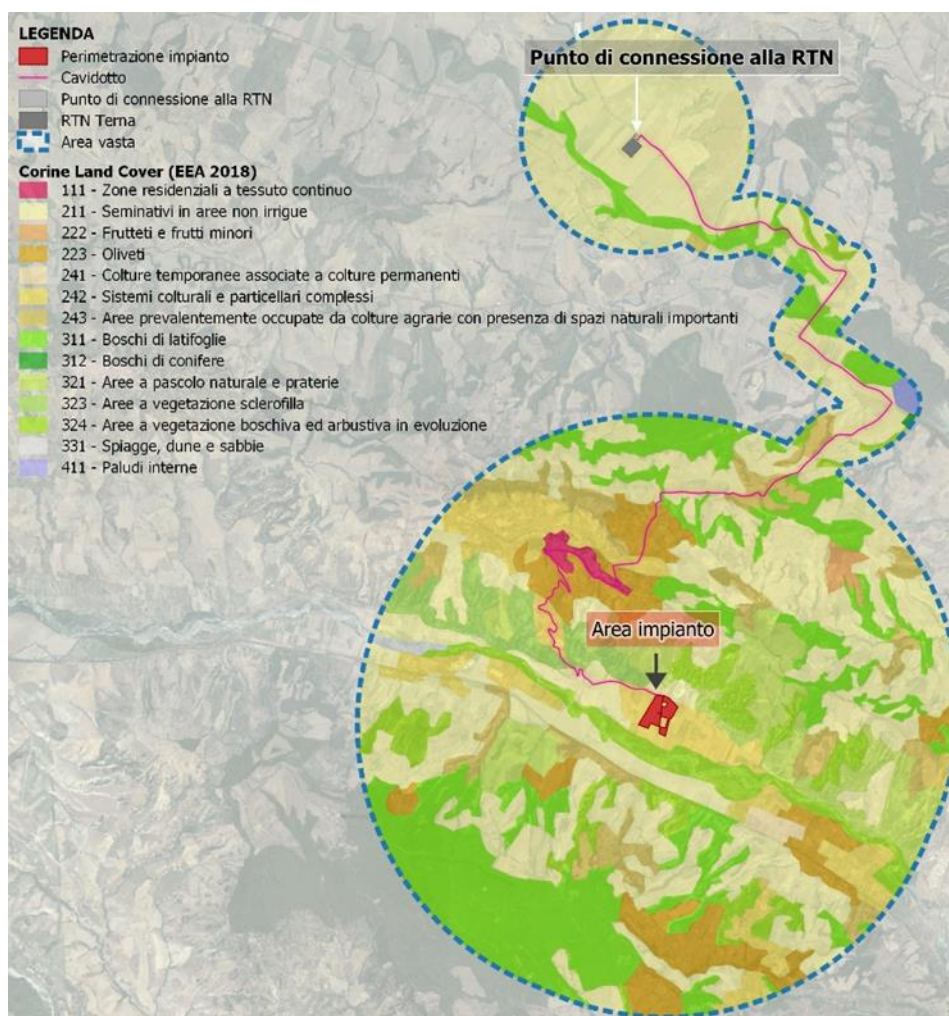 LEGENDA
Perimetrazione impianto
Cavidotto
Punto di connessione alla RTN
RTN Terna
Area vasta
Corine Land Cover (EEA 2018)
111 - Zone residenziali a tessuto continuo
211 - Seminativi in aree non irrigue
222 - Frutteti e frutti minori
223 - Oliveti
241 - Colture temporanee associate a colture permanenti
242 - Sistemi colturali e particellari complessi
243 - Aree prevalentemente occupate da colture agrarie con presenza di spazi naturali importanti
311 - Boschi di latifoglie
312 - Boschi di conifere
321 - Aree a pascolo naturale e praterie
323 - Aree a vegetazione sclerofilla
324 - Aree a vegetazione boschiva ed arbustiva in evoluzione
331 - Spiagge, dune e sabbie
411 - Paludi interne
Punto di connessione alla RTN
Area impianto